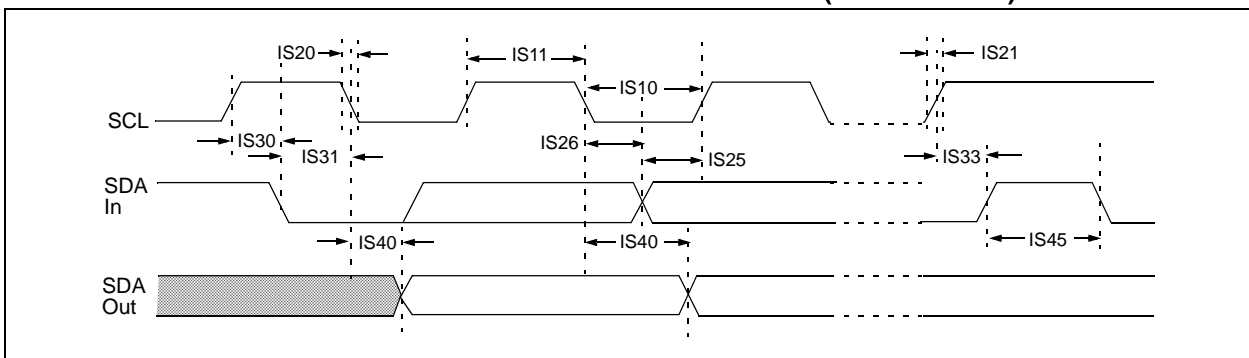 IS20
IS11
IS21
IS10
SCL
IS30
IS31
IS26
IS25
IS33
SDA
In
IS40
IS40
IS45
SDA
Out